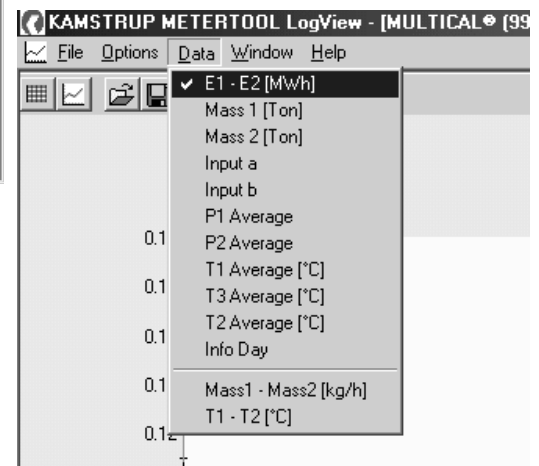 KAMSTRUP METERTOOL LogView - [MULTICAL® (99
File Options Data Window Help
E1 - E2 [MWh]
Mass 1 [Ton]
Mass 2 [Ton]
Input a
Input b
P1 Average
P2 Average
T1 Average [°C]
T3 Average [°C]
T2 Average [°C]
Info Day
Mass1 - Mass2 [kg/h]
T1 - T2 [°C]
0.1
0.1
0.1
0.1
0.12